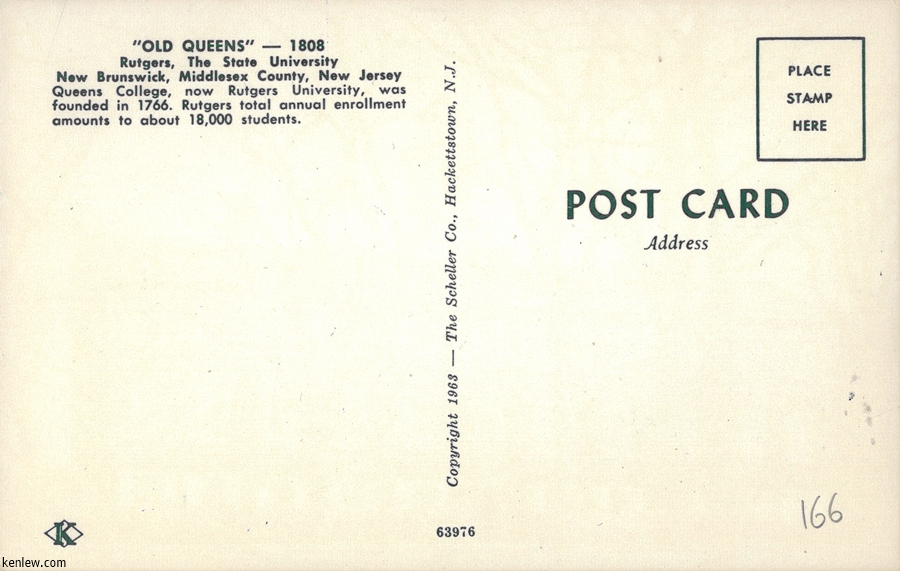 "OLD QUEENS" — 1808
Rutgers, The State University
New Brunswick, Middlesex County, New Jersey
Queens College, now Rutgers University, was
founded in 1766. Rutgers total annual enrollment
amounts to about 18,000 students.
Copyright 1963 — The Scheller Co., Hackettstown, N.J.
PLACE
STAMP
HERE
POST CARD
Address
K
63976
166
kenlew.com